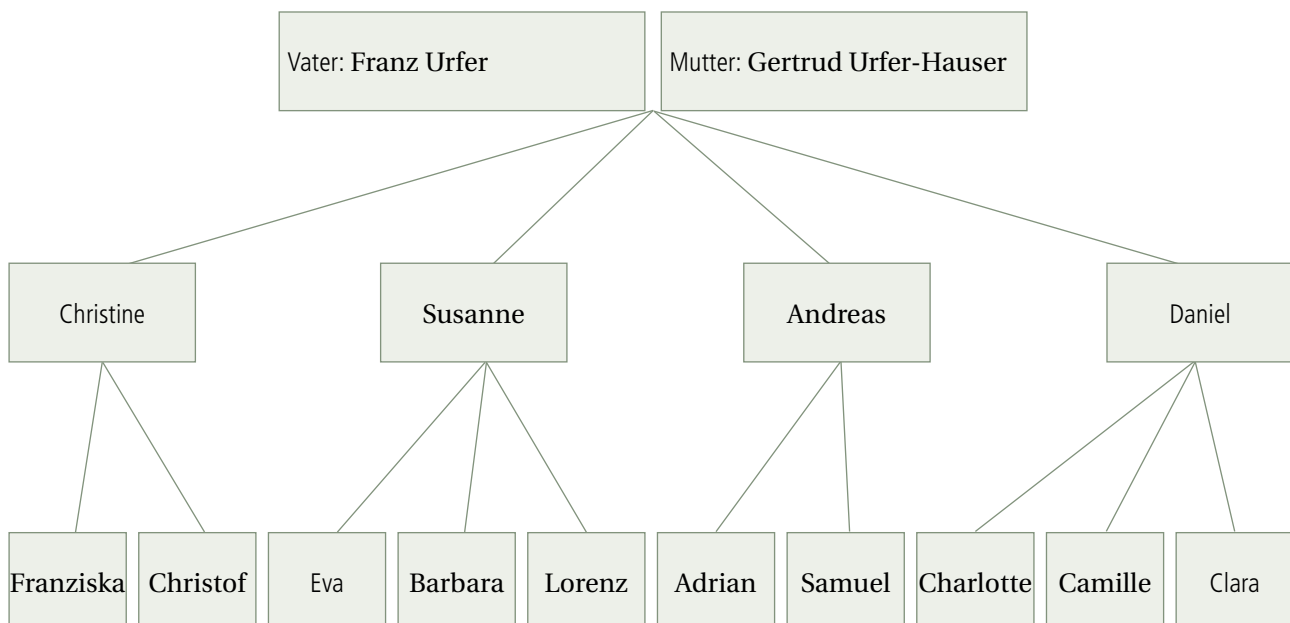 Vater: Franz Urfer
Mutter: Gertrud Urfer-Hauser
Christine
Susanne
Andreas
Daniel
Franziska
Christof
Eva
Barbara
Lorenz
Adrian
Samuel
Charlotte
Camille
Clara